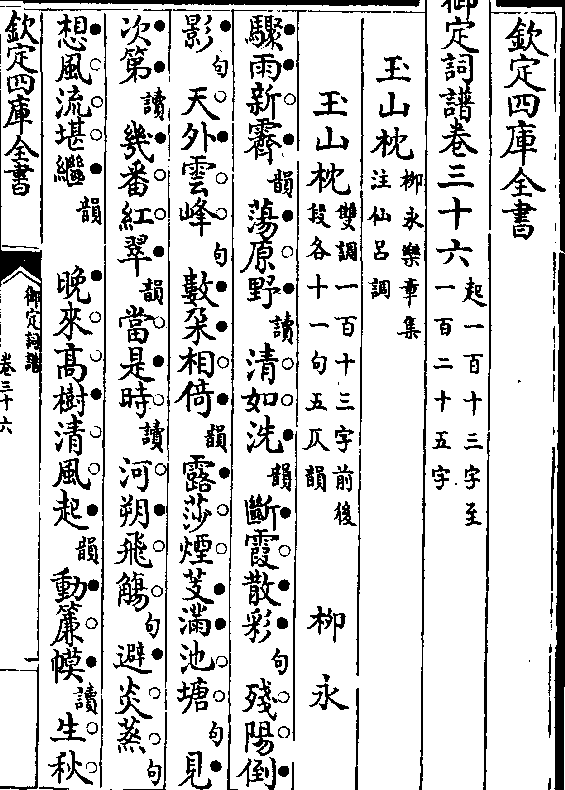 欽定四庫全書
御定詞譜卷三十六 起一百十三字至一百二十五字
玉山枕 柳永樂章集注仙呂調
玉山枕 雙調一百十三字前後段各十一句五仄韻 柳永
驟雨新霽韻蕩原野讀清如洗韻斷霞散彩句殘陽倒
影句天外雲峰句數朶相倚韻露莎煙芰滿池塘句見
次第讀幾番紅翠韻當是時讀河朔飛觴句避炎蒸句
想風流堪繼韻 晚來高樹清風起韻動簾幙讀生秋
欽定四庫全書
御定詞譜
卷三十六
一